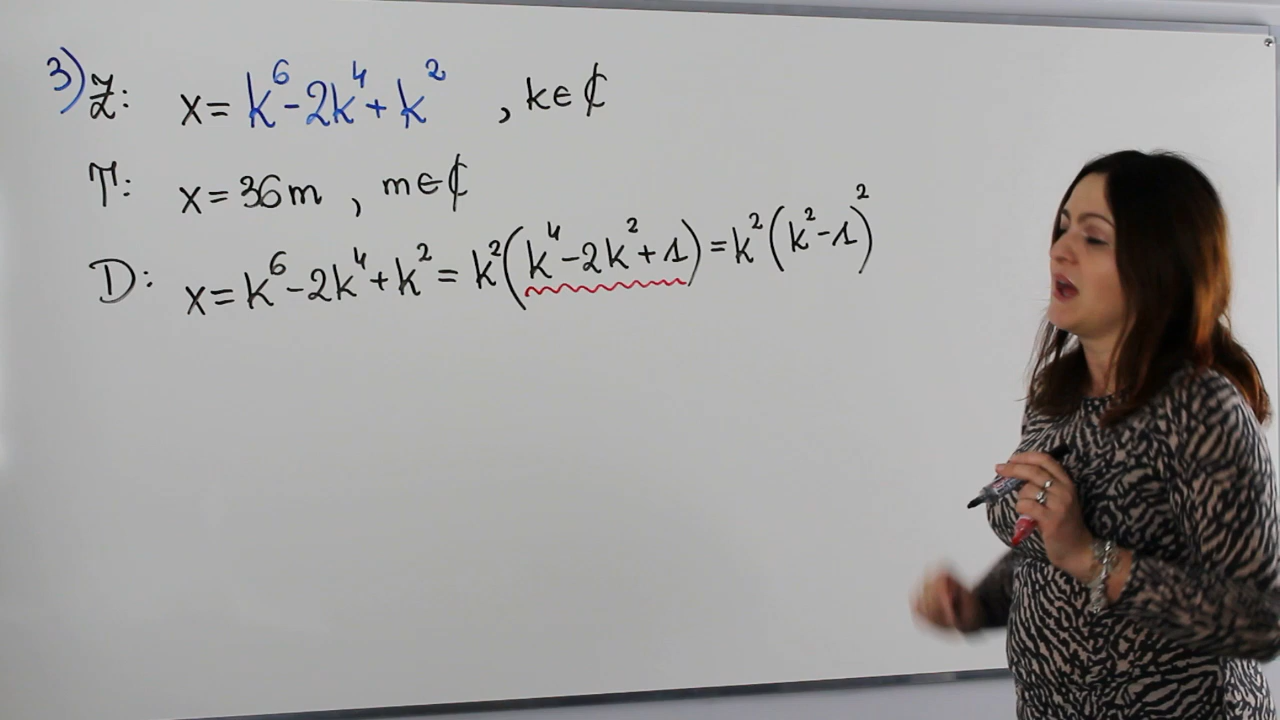 3) Z: x = k⁶ - 2k⁴ + k² , k ∈ ₵
T: x = 36m , m ∈ ₵
D: x = k⁶ - 2k⁴ + k² = k²(k⁴ - 2k² + 1) = k²(k² - 1)²